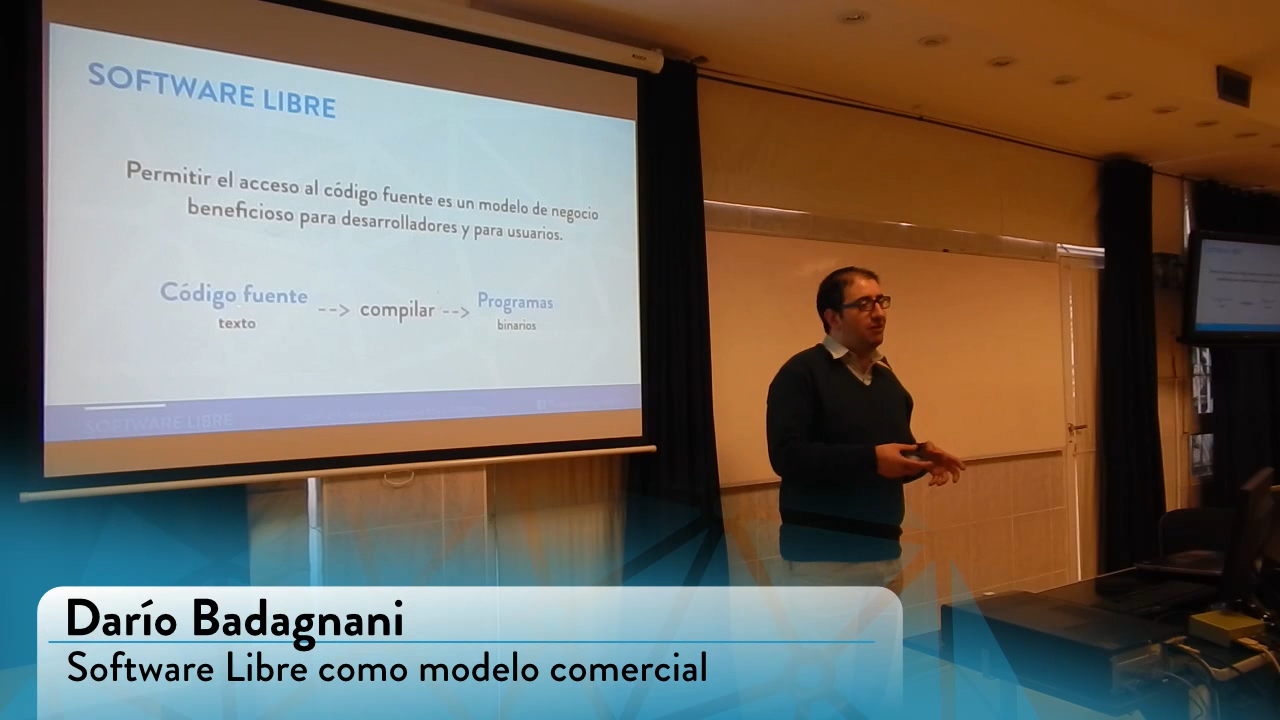 SOFTWARE LIBRE
Permitir el acceso al código fuente es un modelo de negocio
beneficioso para desarrolladores y para usuarios.
Código fuente --> compilar --> Programas
texto binarios
SOFTWARE LIBRE
Darío Badagnani
Software Libre como modelo comercial